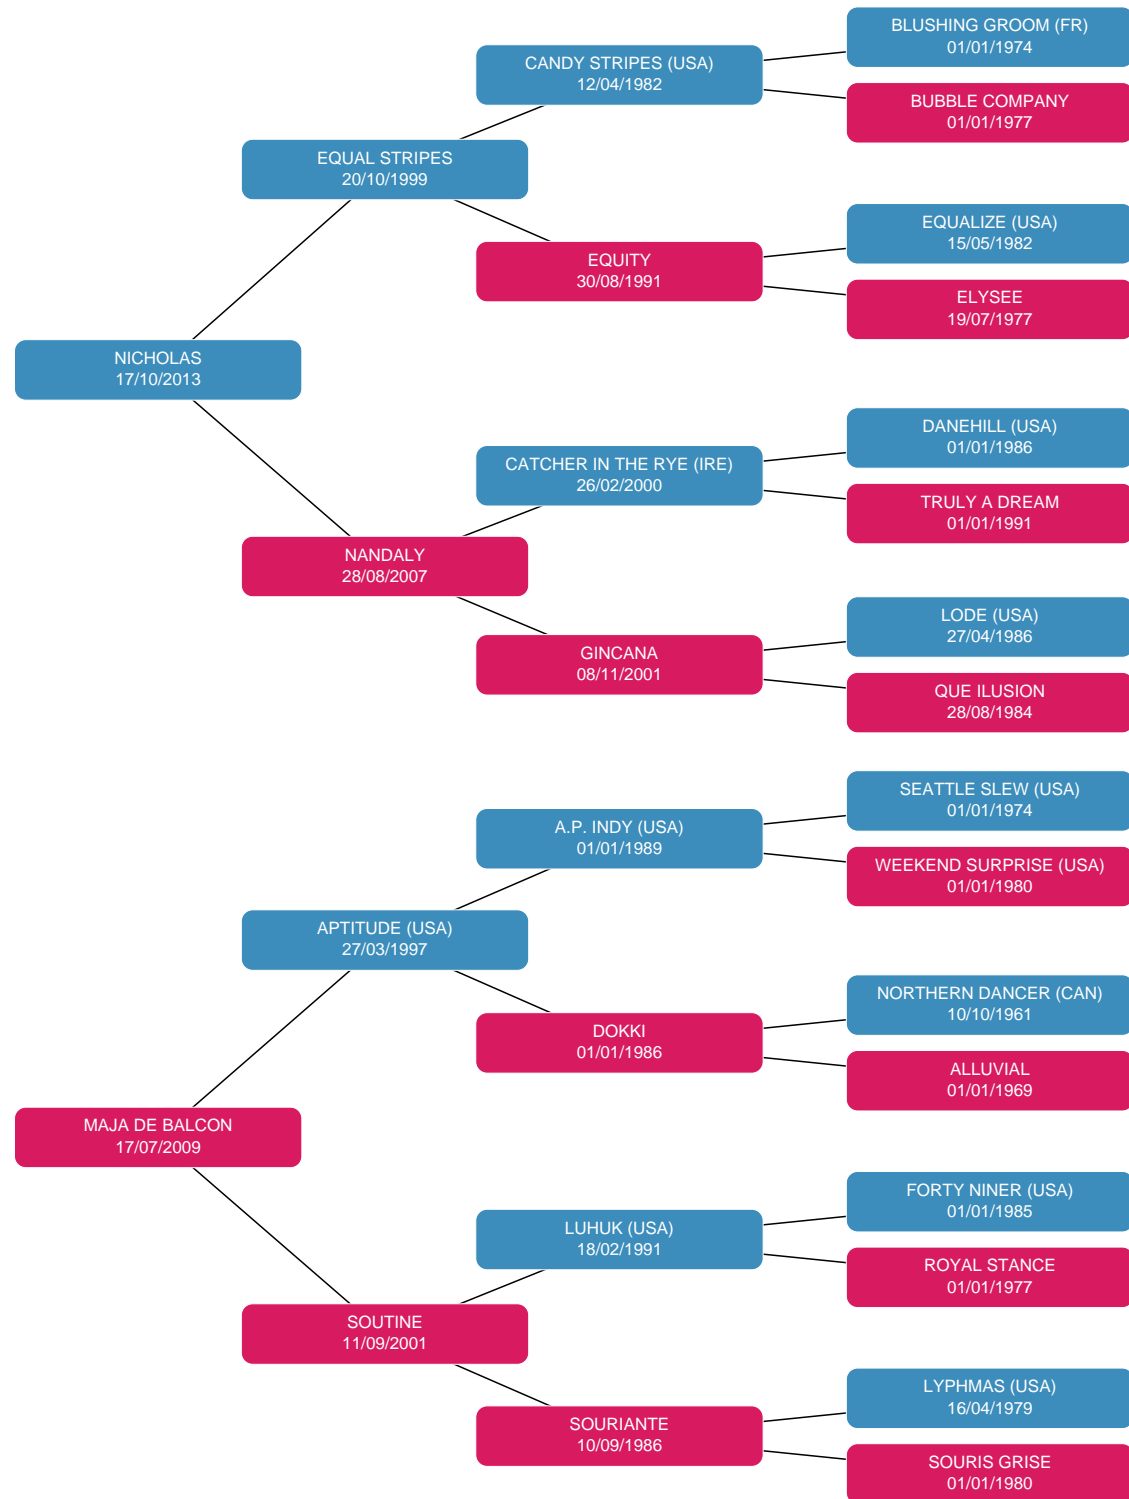 BLUSHING GROOM (FR)
01/01/1974
CANDY STRIPES (USA)
12/04/1982
BUBBLE COMPANY
01/01/1977
EQUAL STRIPES
20/10/1999
EQUALIZE (USA)
15/05/1982
EQUITY
30/08/1991
ELYSEE
19/07/1977
NICHOLAS
17/10/2013
DANEHILL (USA)
01/01/1986
CATCHER IN THE RYE (IRE)
26/02/2000
TRULY A DREAM
01/01/1991
NANDALY
28/08/2007
LODE (USA)
27/04/1986
GINCANA
08/11/2001
QUE ILUSION
28/08/1984
SEATTLE SLEW (USA)
01/01/1974
A.P. INDY (USA)
01/01/1989
WEEKEND SURPRISE (USA)
01/01/1980
APTITUDE (USA)
27/03/1997
NORTHERN DANCER (CAN)
10/10/1961
DOKKI
01/01/1986
ALLUVIAL
01/01/1969
MAJA DE BALCON
17/07/2009
FORTY NINER (USA)
01/01/1985
LUHUK (USA)
18/02/1991
ROYAL STANCE
01/01/1977
SOUTINE
11/09/2001
LYPHMAS (USA)
16/04/1979
SOURIANTE
10/09/1986
SOURIS GRISE
01/01/1980